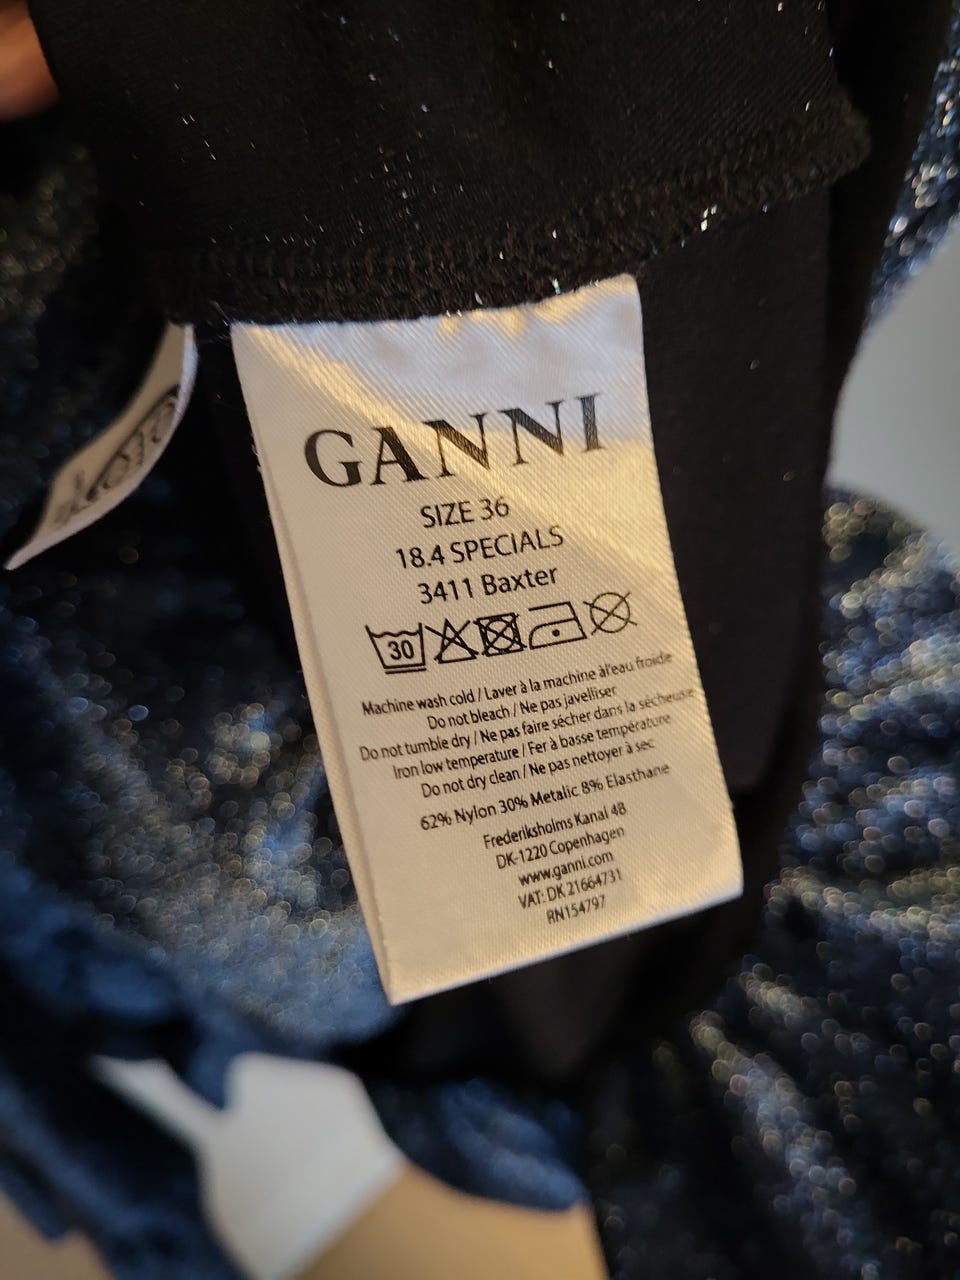 GANNI
SIZE 36
18.4 SPECIALS
3411 Baxter
30
Machine wash cold / Laver à la machine àl'eau froide
Do not bleach / Ne pas javelliser
Do not tumble dry / Ne pas faire sécher dans la sécheuse
Iron low temperature / Fer à basse température
Do not dry clean / Ne pas nettoyer à sec
62% Nylon 30% Metalic 8% Elasthane
Frederiksholms Kanal 4B
DK-1220 Copenhagen
www.ganni.com
VAT: DK 21664731
RN154797